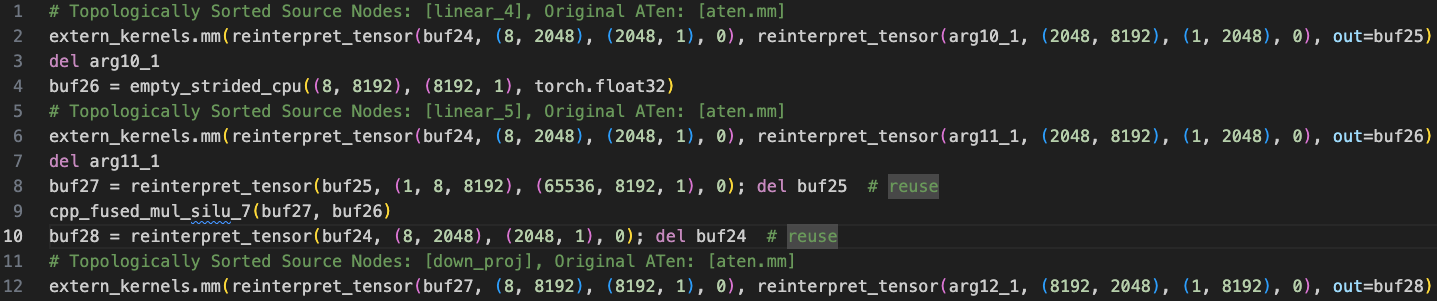 1 # Topologically Sorted Source Nodes: [linear_4], Original ATen: [aten.mm]
2 extern_kernels.mm(reinterpret_tensor(buf24, (8, 2048), (2048, 1), 0), reinterpret_tensor(arg10_1, (2048, 8192), (1, 2048), 0), out=buf25)
3 del arg10_1
4 buf26 = empty_strided_cpu((8, 8192), (8192, 1), torch.float32)
5 # Topologically Sorted Source Nodes: [linear_5], Original ATen: [aten.mm]
6 extern_kernels.mm(reinterpret_tensor(buf24, (8, 2048), (2048, 1), 0), reinterpret_tensor(arg11_1, (2048, 8192), (1, 2048), 0), out=buf26)
7 del arg11_1
8 buf27 = reinterpret_tensor(buf25, (1, 8, 8192), (65536, 8192, 1), 0); del buf25  # reuse
9 cpp_fused_mul_silu_7(buf27, buf26)
10 buf28 = reinterpret_tensor(buf24, (8, 2048), (2048, 1), 0); del buf24  # reuse
11 # Topologically Sorted Source Nodes: [down_proj], Original ATen: [aten.mm]
12 extern_kernels.mm(reinterpret_tensor(buf27, (8, 8192), (8192, 1), 0), reinterpret_tensor(arg12_1, (8192, 2048), (1, 8192), 0), out=buf28)